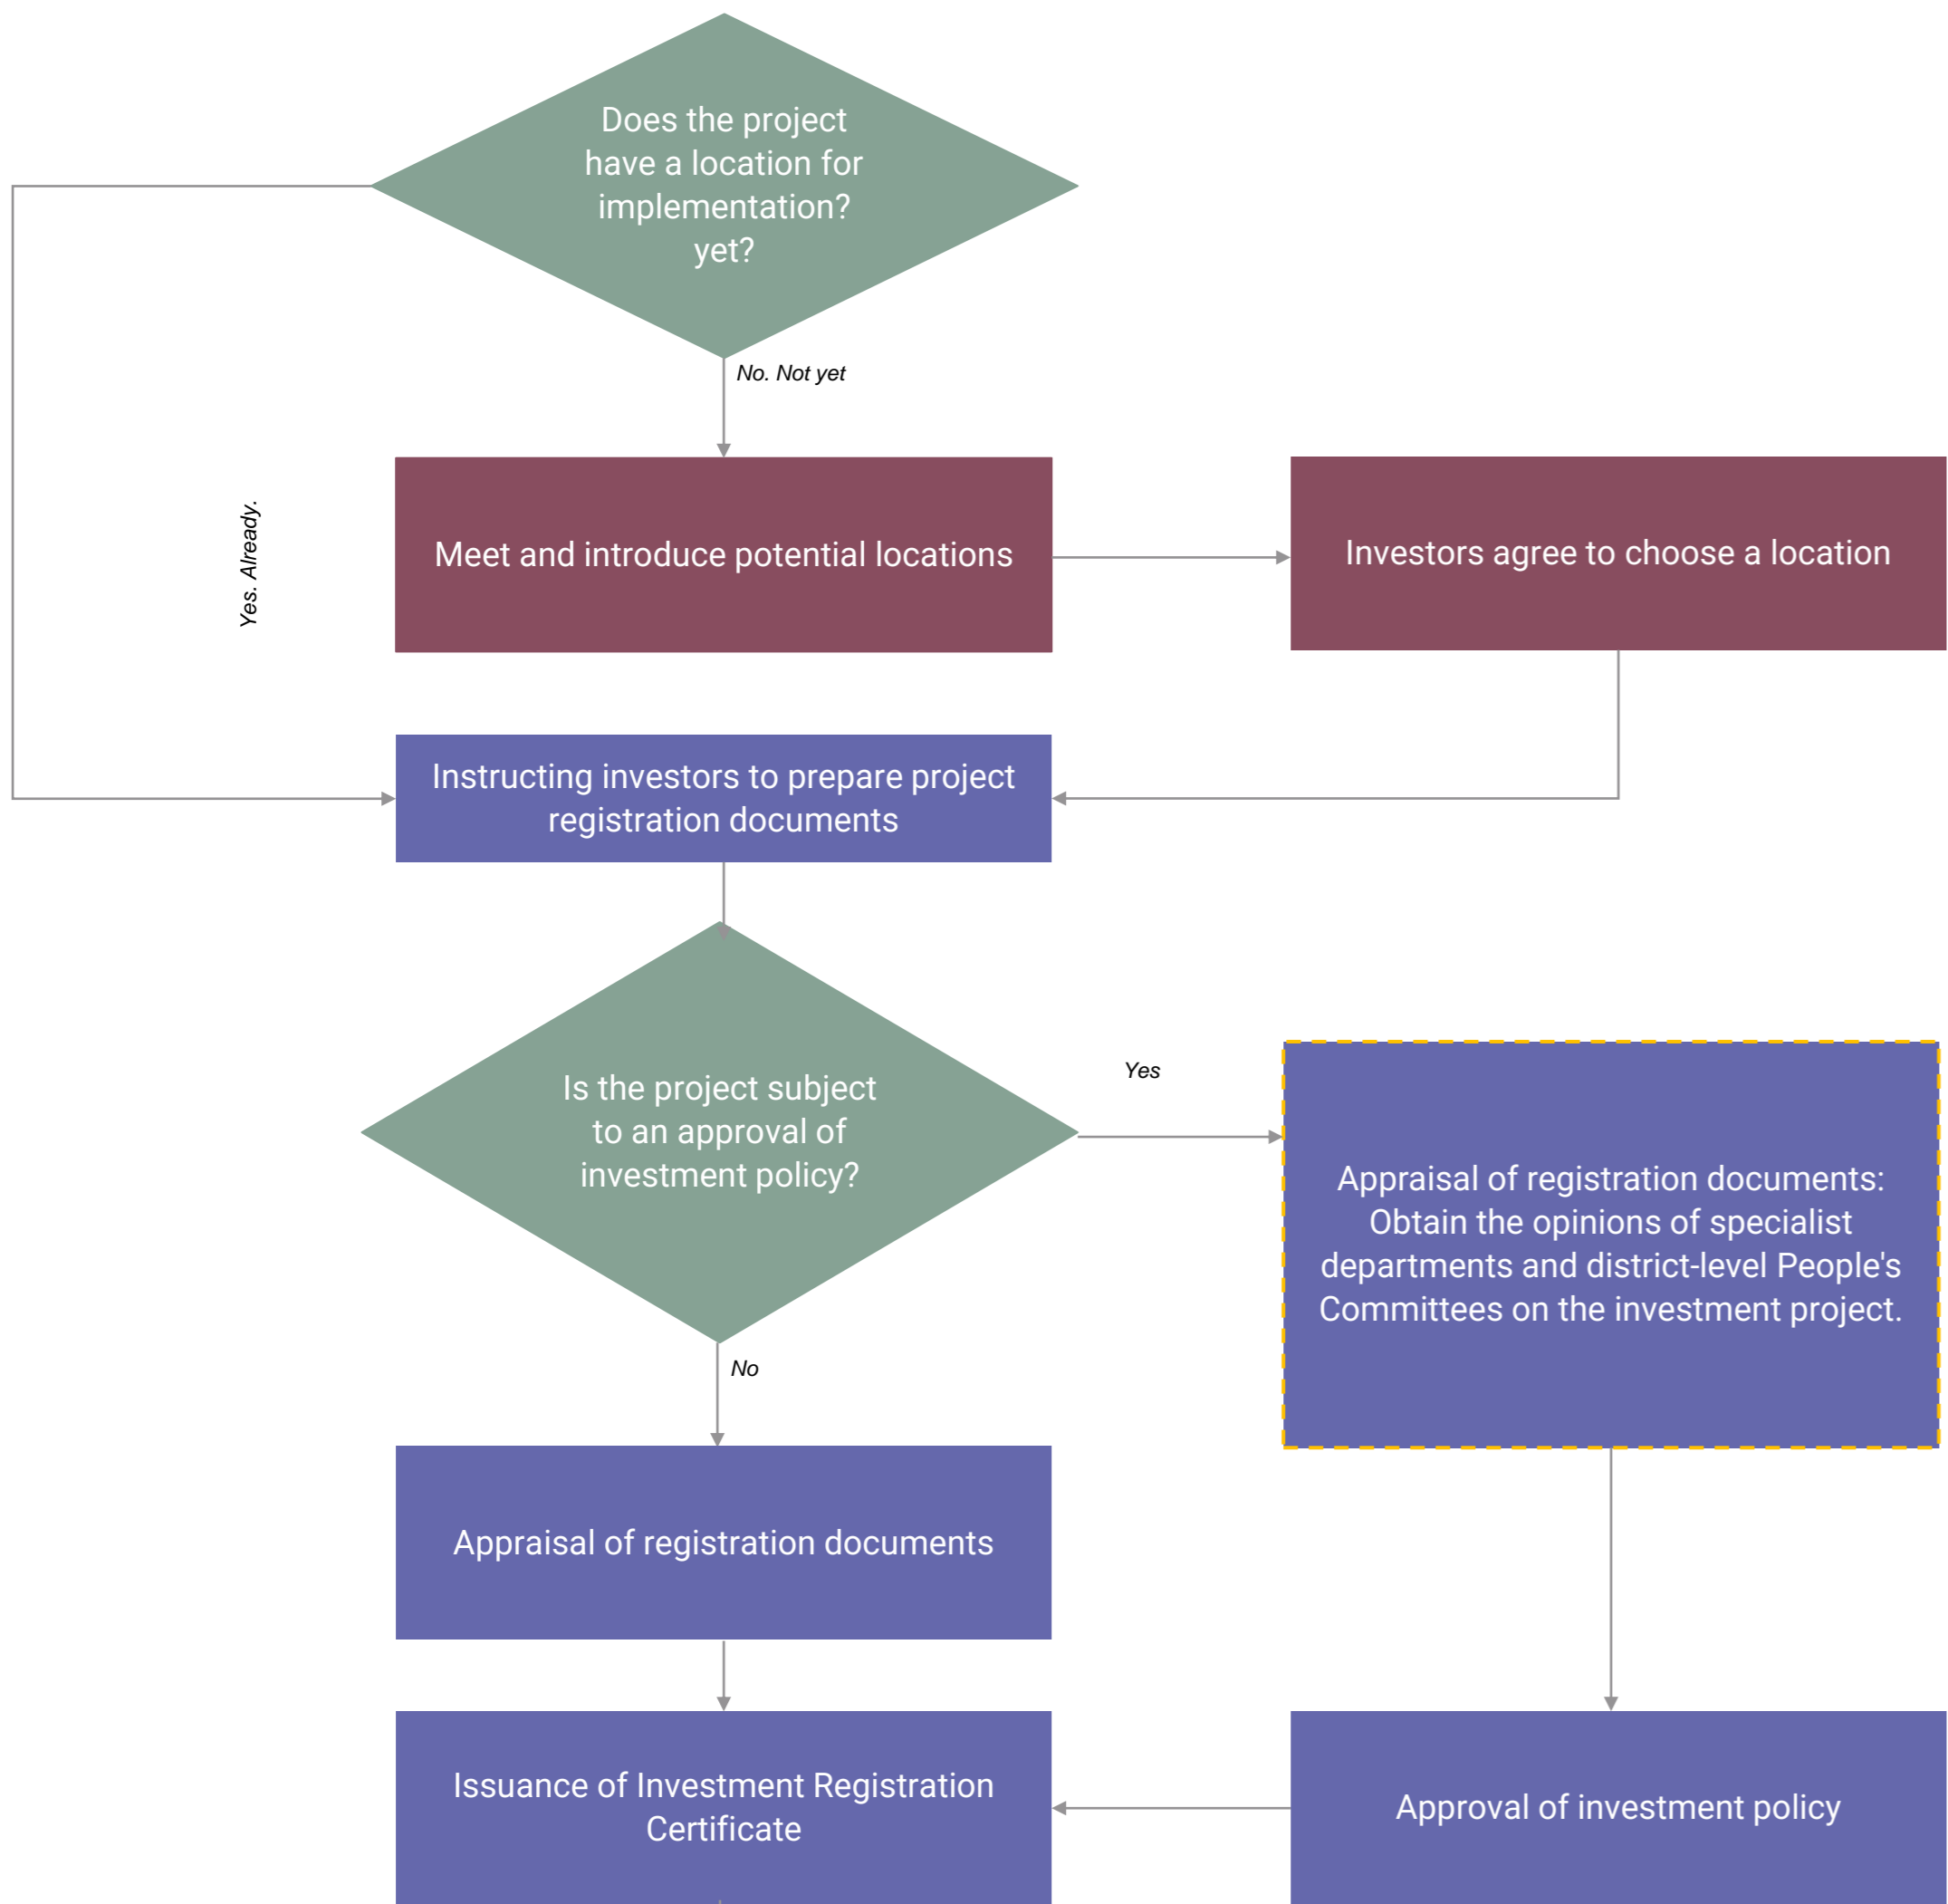 Does the project
have a location for
implementation?
yet?
No. Not yet
Yes. Already.
Meet and introduce potential locations
Investors agree to choose a location
Instructing investors to prepare project
registration documents
Is the project subject
to an approval of
investment policy?
Yes
Appraisal of registration documents:
Obtain the opinions of specialist
departments and district-level People's
Committees on the investment project.
No
Appraisal of registration documents
Issuance of Investment Registration
Certificate
Approval of investment policy